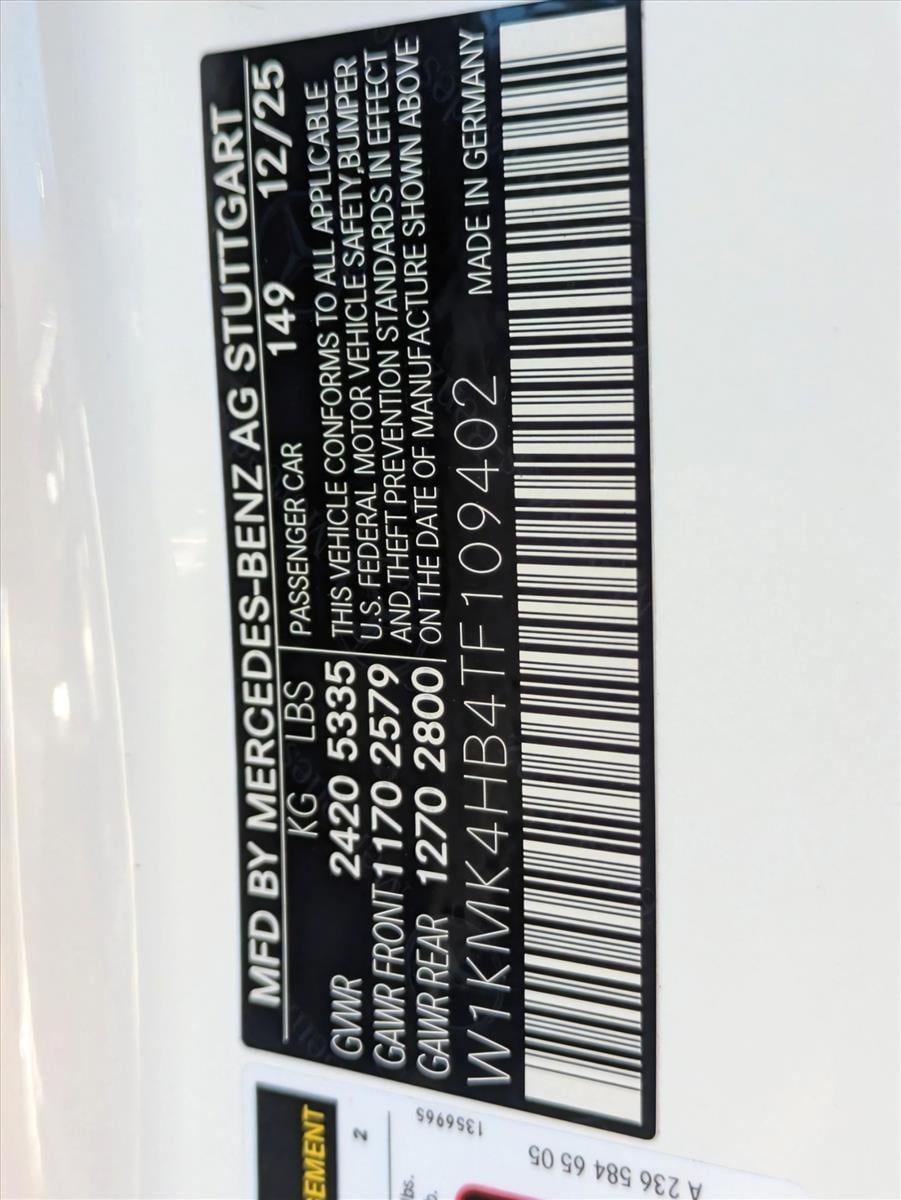 MFD BY MERCEDES-BENZ AG STUTTGART
KG LBS PASSENGER CAR 149 12/25
GVWR 2420 5335 THIS VEHICLE CONFORMS TO ALL APPLICABLE
U.S. FEDERAL MOTOR VEHICLE SAFETY,BUMPER
GAWR FRONT 1170 2579 AND THEFT PREVENTION STANDARDS IN EFFECT
GAWR REAR 1270 2800 ON THE DATE OF MANUFACTURE SHOWN ABOVE
W1KMK4HB4TF109402 MADE IN GERMANY
EMENT
2
1356965
lbs.
A 236 584 65 05